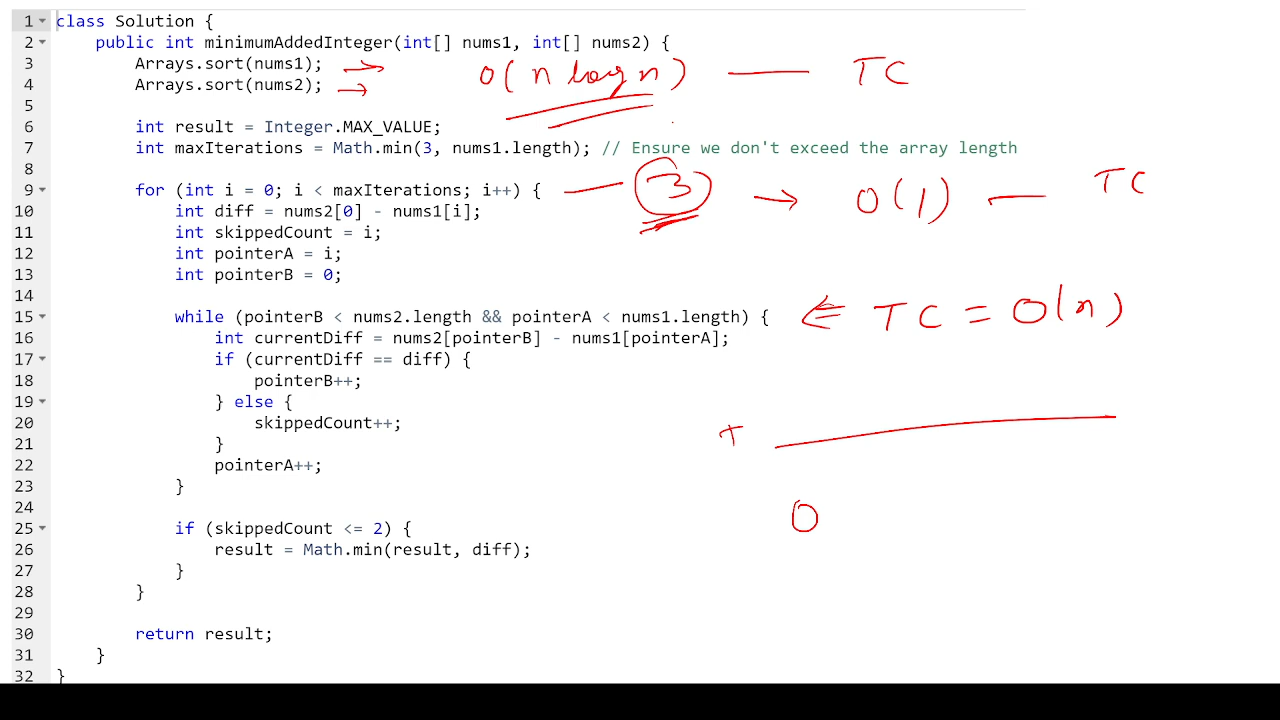 1 class Solution {
2 public int minimumAddedInteger(int[] nums1, int[] nums2) {
3 Arrays.sort(nums1); → O(n log n) — TC
4 Arrays.sort(nums2); →
5
6 int result = Integer.MAX_VALUE;
7 int maxIterations = Math.min(3, nums1.length); // Ensure we don't exceed the array length
8
9 for (int i = 0; i < maxIterations; i++) { — 3 → O(1) — TC
10 int diff = nums2[0] - nums1[i];
11 int skippedCount = i;
12 int pointerA = i;
13 int pointerB = 0;
14
15 while (pointerB < nums2.length && pointerA < nums1.length) { ⇐ TC = O(n)
16 int currentDiff = nums2[pointerB] - nums1[pointerA];
17 if (currentDiff == diff) {
18 pointerB++;
19 } else {
20 skippedCount++;
21 } +
22 pointerA++;
23 }
24
O
25 if (skippedCount <= 2) {
26 result = Math.min(result, diff);
27 }
28 }
29
30 return result;
31 }
32 }